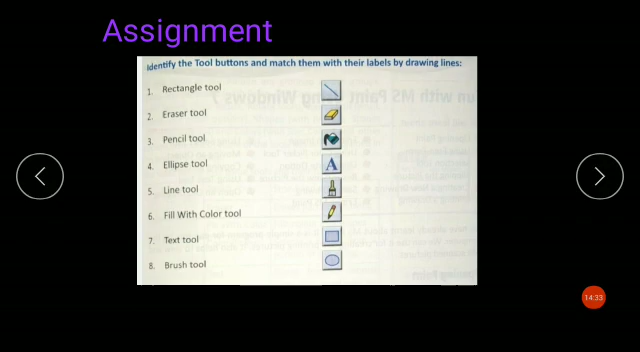 Assignment
Identify the Tool buttons and match them with their labels by drawing lines:
1. Rectangle tool
2. Eraser tool
3. Pencil tool
4. Ellipse tool
A
5. Line tool
6. Fill With Color tool
7. Text tool
8. Brush tool
14:33